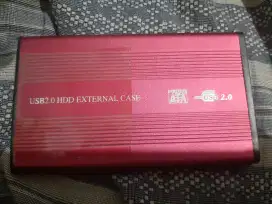 USB2.0 HDD EXTERNAL CASE
SATA
USB 2.0